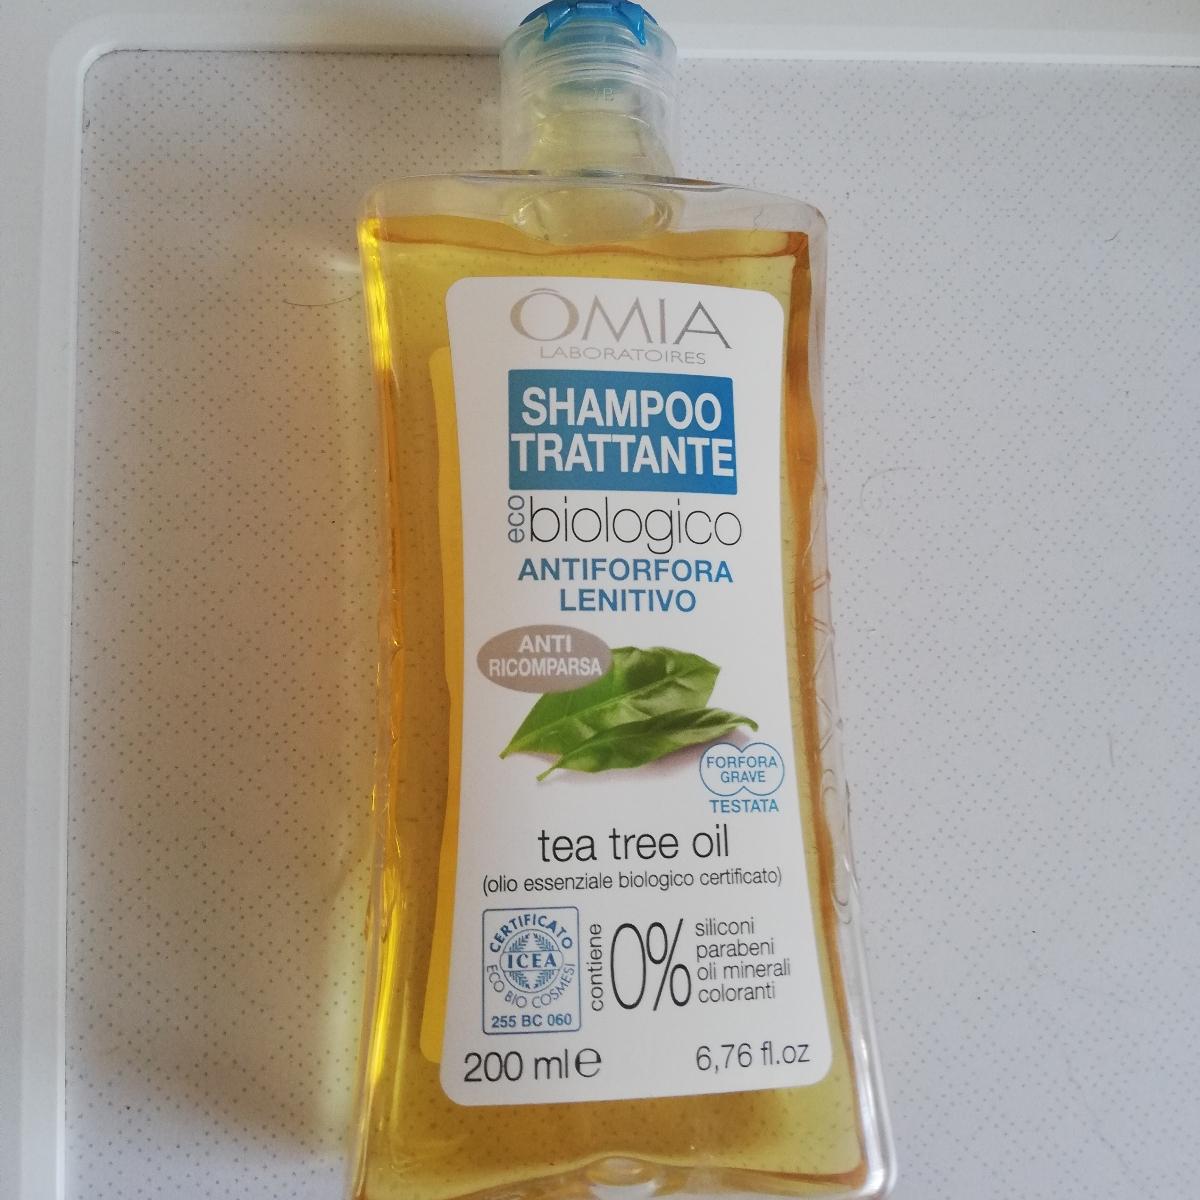 ÔMIA
LABORATOIRES
SHAMPOO
TRATTANTE
eco biologico
ANTIFORFORA
LENITIVO
ANTI
RICOMPARSA
FORFORA
GRAVE
TESTATA
tea tree oil
(olio essenziale biologico certificato)
CERTIFICATO
ICEA
ECO BIO COSMESI
255 BC 060
contiene
0%
siliconi
parabeni
oli minerali
coloranti
200 ml e
6,76 fl.oz